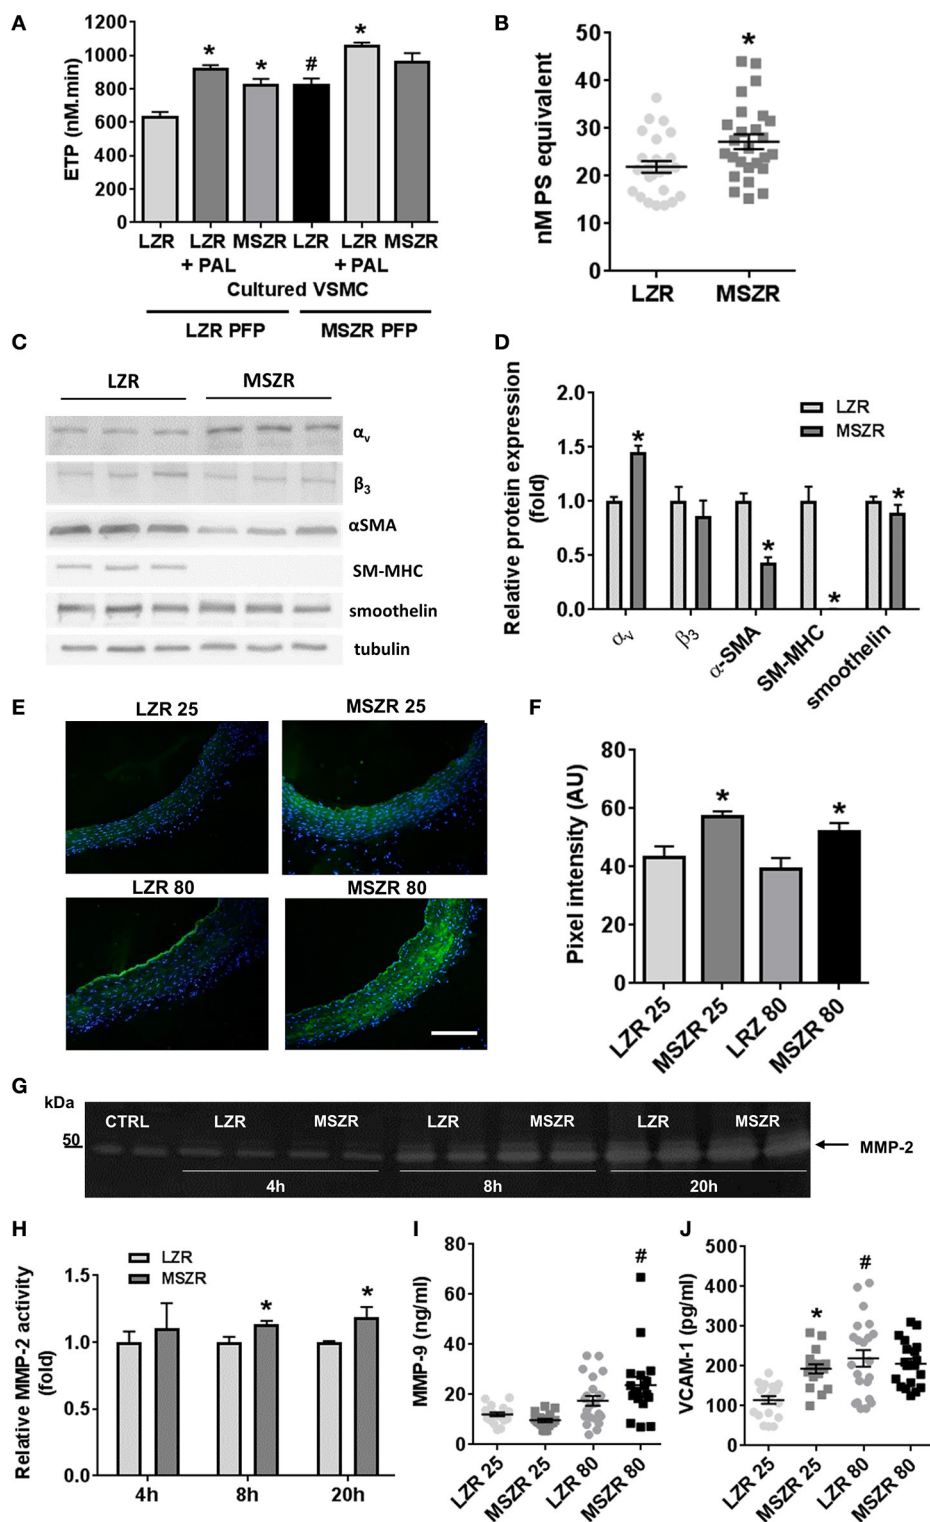 A
ETP (nM.min)
1200
1000
800
600
400
200
0
LZR LZR MSZR LZR LZR MSZR
+ PAL + PAL
Cultured VSMC
LZR PFP MSZR PFP
* * # *
B
nM PS equivalent
50
40
30
20
10
0
*
LZR MSZR
C
LZR MSZR
αv
β3
αSMA
SM-MHC
smoothelin
tubulin
D
Relative protein expression
(fold)
2.0
1.5
1.0
0.5
0.0
LZR
MSZR
* * * *
αv β3 α-SMA SM-MHC smoothelin
E
LZR 25 MSZR 25
LZR 80 MSZR 80
F
Pixel intensity (AU)
80
60
40
20
0
* *
LZR 25 MSZR 25 LRZ 80 MSZR 80
G
kDa
50
CTRL LZR MSZR LZR MSZR LZR MSZR
4h 8h 20h
MMP-2
H
Relative MMP-2 activity
(fold)
1.5
1.0
0.5
0.0
LZR
MSZR
* *
4h 8h 20h
I
MMP-9 (ng/ml)
80
60
40
20
0
#
LZR 25 MSZR 25 LZR 80 MSZR 80
J
VCAM-1 (pg/ml)
500
400
300
200
100
0
* #
LZR 25 MSZR 25 LZR 80 MSZR 80